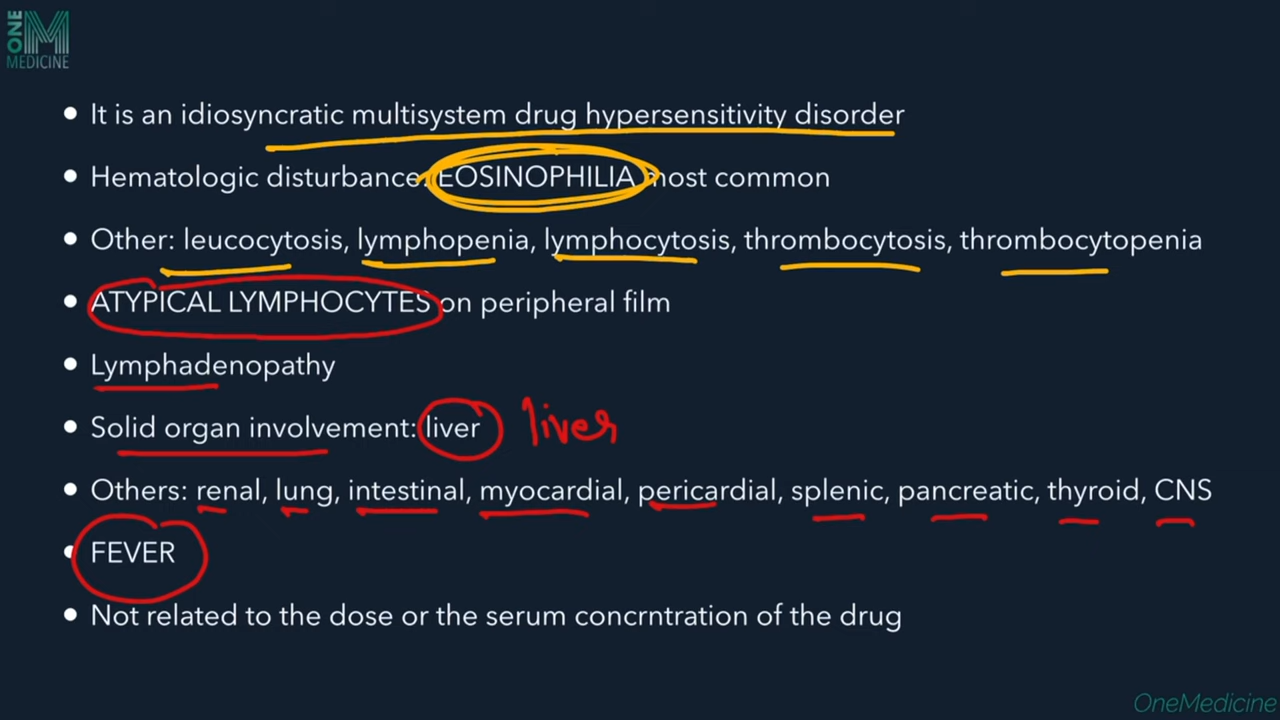 ONE
M
MEDICINE
• It is an idiosyncratic multisystem drug hypersensitivity disorder
• Hematologic disturbance: EOSINOPHILIA most common
• Other: leucocytosis, lymphopenia, lymphocytosis, thrombocytosis, thrombocytopenia
• ATYPICAL LYMPHOCYTES on peripheral film
• Lymphadenopathy
• Solid organ involvement: liver liver
• Others: renal, lung, intestinal, myocardial, pericardial, splenic, pancreatic, thyroid, CNS
• FEVER
• Not related to the dose or the serum concrntration of the drug
OneMedicine